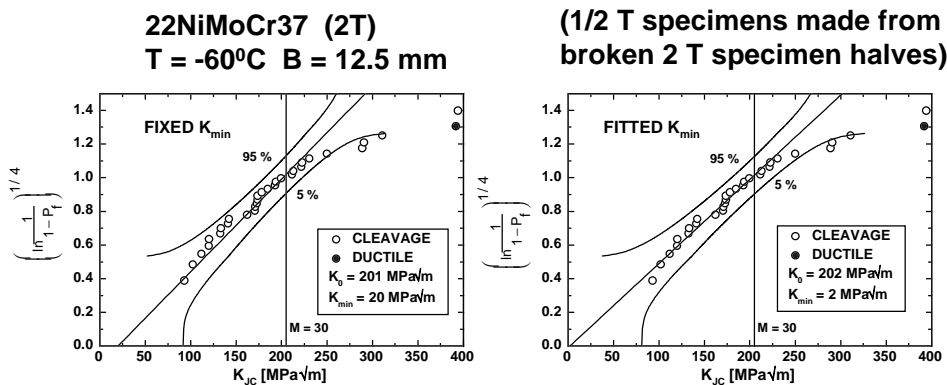 22NiMoCr37 (2T)
T = -60⁰C B = 12.5 mm
(1/2 T specimens made from
broken 2 T specimen halves)
FIXED K_min
95 %
5 %
CLEAVAGE
DUCTILE
K_0 = 201 MPa√m
K_min = 20 MPa√m
M = 30
1.4
1.2
1.0
0.8
0.6
0.4
0.2
0.0
0 50 100 150 200 250 300 350 400
K_JC [MPa√m]
(ln 1/(1 - P_f))^1/4
FITTED K_min
95 %
5 %
CLEAVAGE
DUCTILE
K_0 = 202 MPa√m
K_min = 2 MPa√m
M = 30
1.4
1.2
1.0
0.8
0.6
0.4
0.2
0.0
0 50 100 150 200 250 300 350 400
K_JC [MPa√m]
(ln 1/(1 - P_f))^1/4